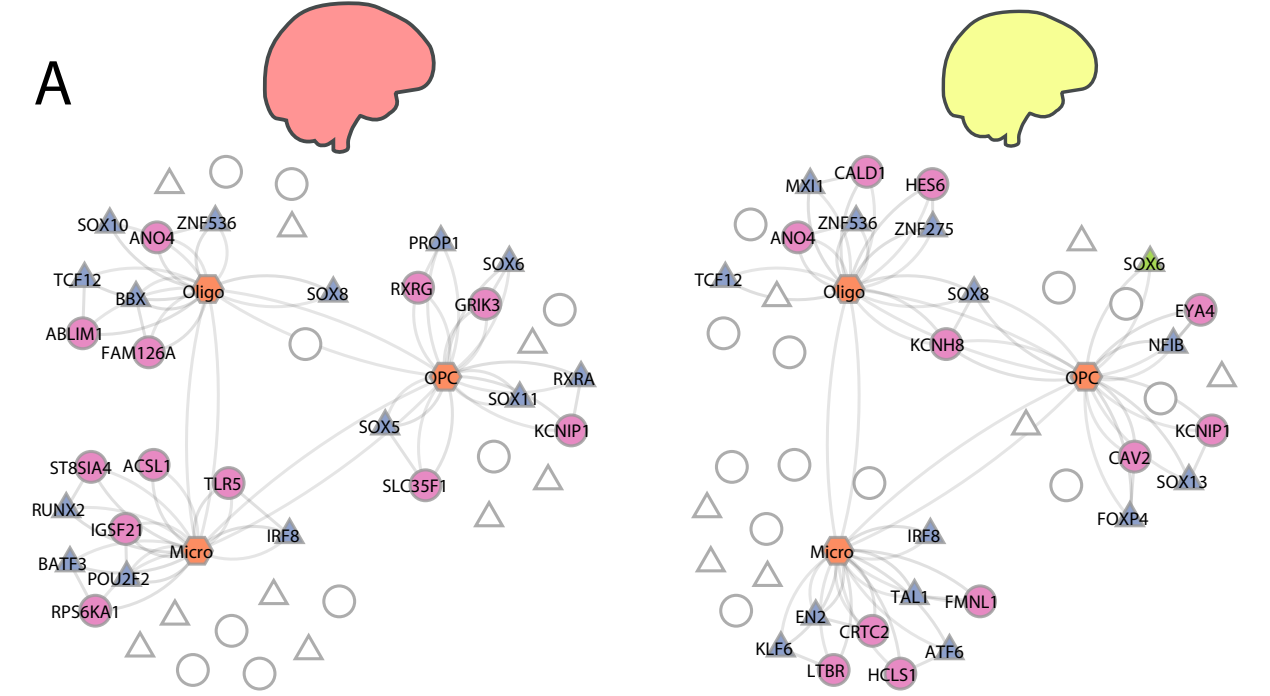 A
SOX10
ANO4
ZNF536
TCF12
BBX
Oligo
SOX8
ABLIM1
FAM126A
PROP1
SOX6
RXRG
GRIK3
OPC
RXRA
SOX11
SOX5
KCNIP1
SLC35F1
ST8SIA4
ACSL1
TLR5
RUNX2
IGSF21
IRF8
Micro
BATF3
POU2F2
RPS6KA1
MXI1
CALD1
HES6
ANO4
ZNF536
ZNF275
TCF12
Oligo
SOX8
KCNH8
SOX6
EYA4
NFIB
OPC
KCNIP1
CAV2
SOX13
FOXP4
IRF8
Micro
TAL1
FMNL1
EN2
CRTC2
KLF6
ATF6
LTBR
HCLS1